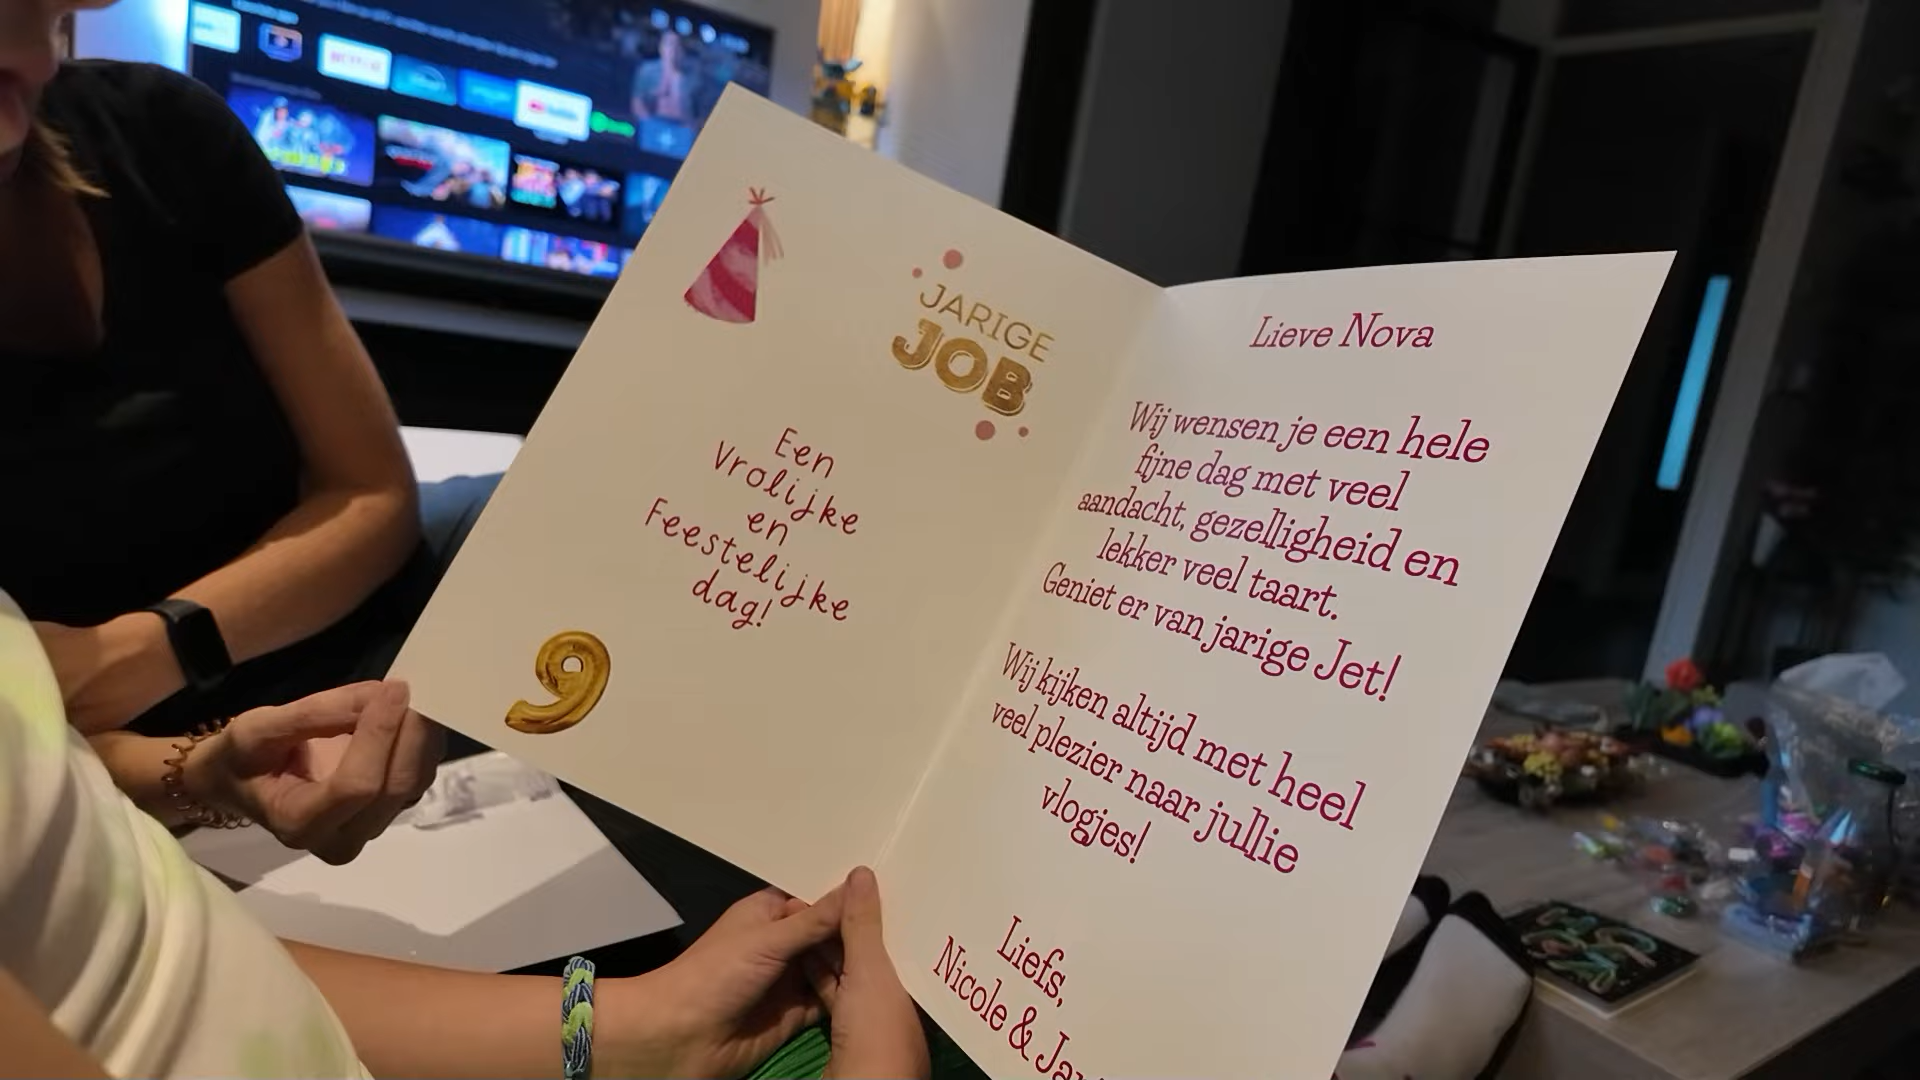 JARIGE
JOB
Een
Vrolijke
en
Feestelijke
dag!
9
Lieve Nova
Wij wensen je een hele
fijne dag met veel
aandacht, gezelligheid en
lekker veel taart.
Geniet er van jarige Jet!
Wij kijken altijd met heel
veel plezier naar jullie
vlogjes!
Liefs,
Nicole &